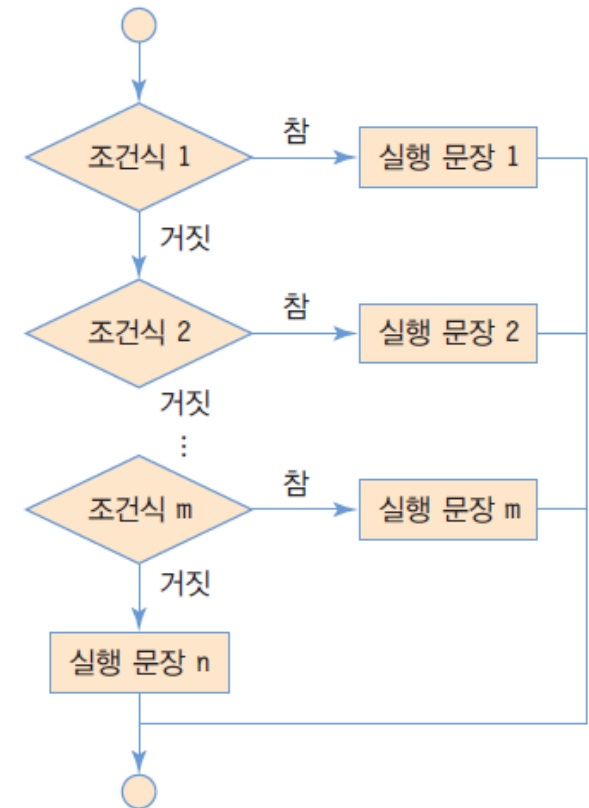 참
조건식 1
실행 문장 1
거짓
참
조건식 2
실행 문장 2
거짓
⋮
참
조건식 m
실행 문장 m
거짓
실행 문장 n